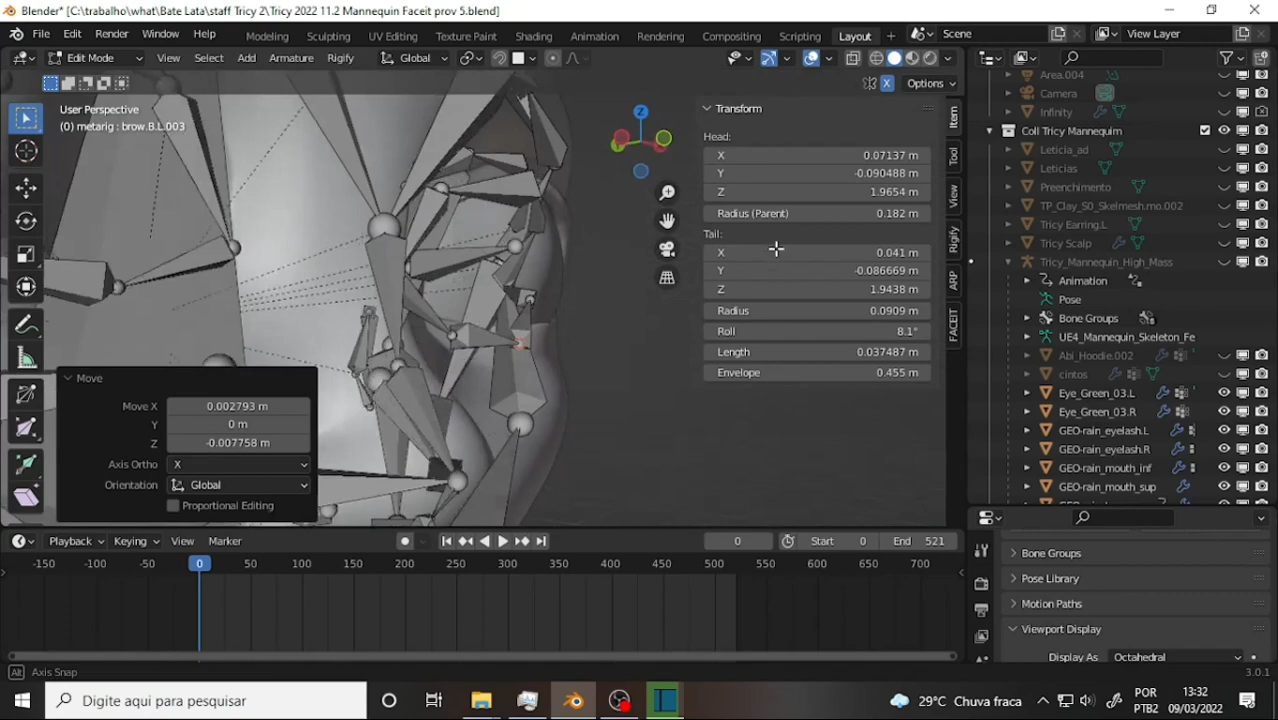 Blender* [C:\trabalho\what\Bate Lata\staff Tricy 2\Tricy 2022 11.2 Mannequin Faceit prov 5.blend]
File Edit Render Window Help Layout Modeling Sculpting UV Editing Texture Paint Shading Animation Rendering Compositing Scripting Layout Scene View Layer
Edit Mode View Select Add Armature Rigify Global
X Options
User Perspective
(0) metarig : brow.B.L.003
Z
Transform
Head:
X 0.07137 m
Y -0.090488 m
Z 1.9654 m
Radius (Parent) 0.182 m
Tail:
X 0.041 m
Y -0.086669 m
Z 1.9438 m
Radius 0.0909 m
Roll 8.1°
Length 0.037487 m
Envelope 0.455 m
Item
Tool
View
Rigify
ARP
FACEIT
Area.004
Camera
Infinity
Coll Tricy Mannequim
Leticia_ad
Leticias
Preenchimento
TP_Clay_S0_Skelmesh.mo.002
Tricy Earring.L
Tricy Scalp
Tricy_Mannequin_High_Mass
Animation
Pose
Bone Groups
UE4_Mannequin_Skeleton_Fe
Abi_Hoodie.002
cintos
Eye_Green_03.L
Eye_Green_03.R
GEO-rain_eyelash.L
GEO-rain_eyelash.R
GEO-rain_mouth_inf
GEO-rain_mouth_sup
Move
Move X 0.002793 m
Y 0 m
Z -0.007758 m
Axis Ortho X
Orientation Global
Proportional Editing
Playback Keying View Marker 0 Start 0 End 521
-150 -100 -50 0 50 100 150 200 250 300 350 400 450 500 550 600 650 700
Bone Groups
Pose Library
Motion Paths
Viewport Display
Display As Octahedral
Alt Axis Snap 3.0.1
Digite aqui para pesquisar
29°C Chuva fraca
POR
PTB2
13:32
09/03/2022